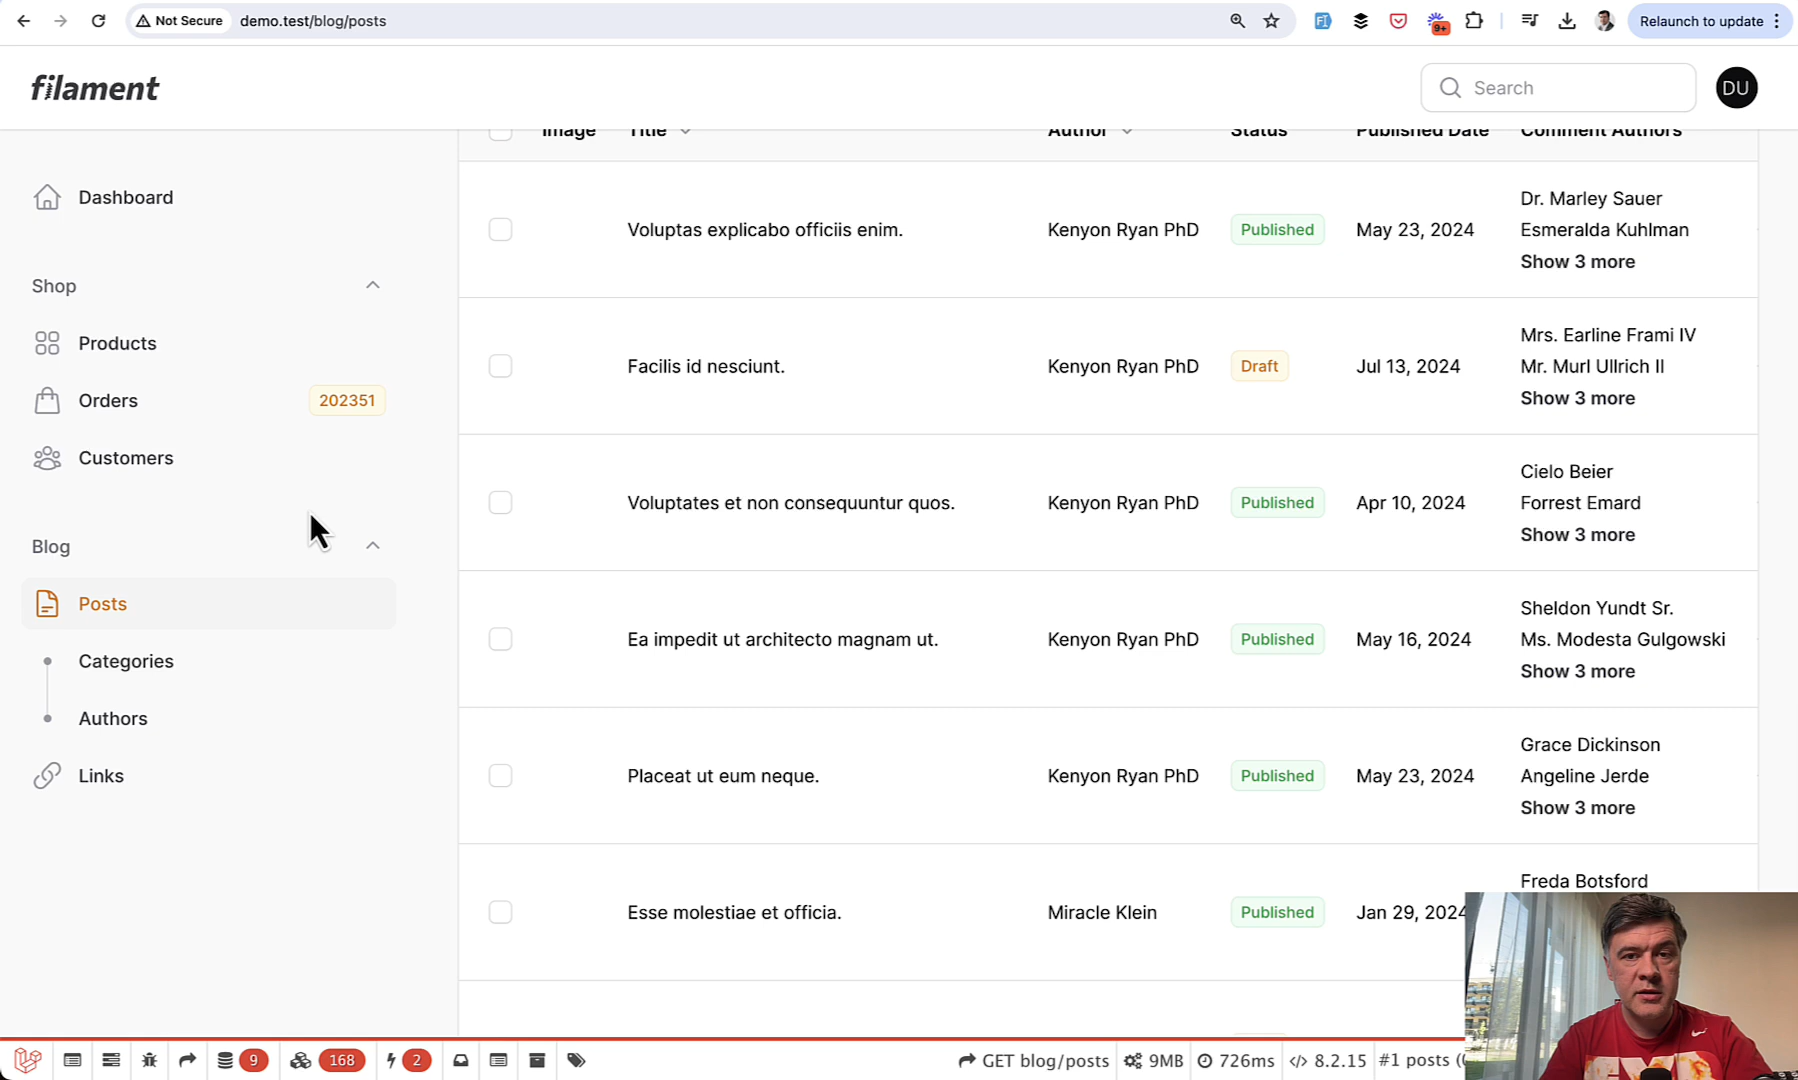 Not Secure
demo.test/blog/posts
9+
Relaunch to update
filament
Search
DU
Image
Title
Author
Status
Published Date
Comment Authors
Dashboard
Shop
Products
Orders
202351
Customers
Blog
Posts
Categories
Authors
Links
Voluptas explicabo officiis enim.
Kenyon Ryan PhD
Published
May 23, 2024
Dr. Marley Sauer
Esmeralda Kuhlman
Show 3 more
Facilis id nesciunt.
Kenyon Ryan PhD
Draft
Jul 13, 2024
Mrs. Earline Frami IV
Mr. Murl Ullrich II
Show 3 more
Voluptates et non consequuntur quos.
Kenyon Ryan PhD
Published
Apr 10, 2024
Cielo Beier
Forrest Emard
Show 3 more
Ea impedit ut architecto magnam ut.
Kenyon Ryan PhD
Published
May 16, 2024
Sheldon Yundt Sr.
Ms. Modesta Gulgowski
Show 3 more
Placeat ut eum neque.
Kenyon Ryan PhD
Published
May 23, 2024
Grace Dickinson
Angeline Jerde
Show 3 more
Esse molestiae et officia.
Miracle Klein
Published
Jan 29, 2024
Freda Botsford
9
168
2
GET blog/posts
9MB
726ms
8.2.15
#1 posts